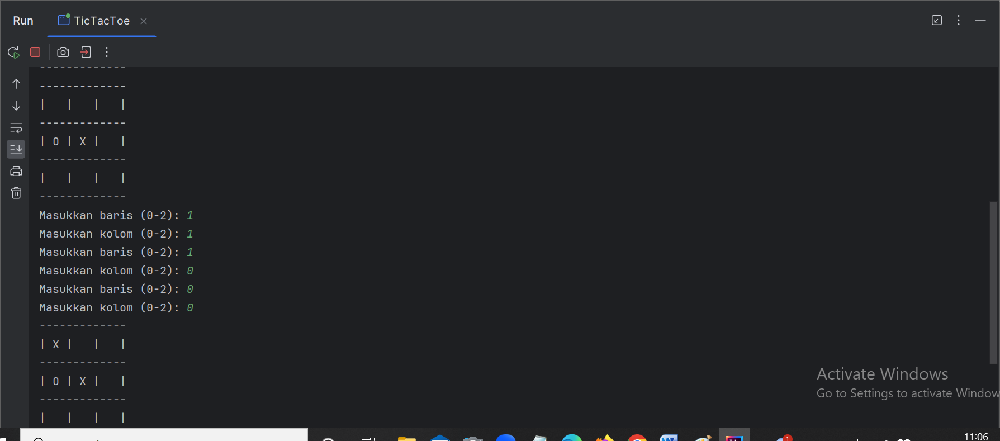 Run TicTacToe
-------------
-------------
|   |   |   |
-------------
| O | X |   |
-------------
|   |   |   |
-------------
Masukkan baris (0-2): 1
Masukkan kolom (0-2): 1
Masukkan baris (0-2): 1
Masukkan kolom (0-2): 0
Masukkan baris (0-2): 0
Masukkan kolom (0-2): 0
-------------
| X |   |   |
-------------
| O | X |   |
-------------
|   |   |   |
Activate Windows
Go to Settings to activate Window
1
11:06